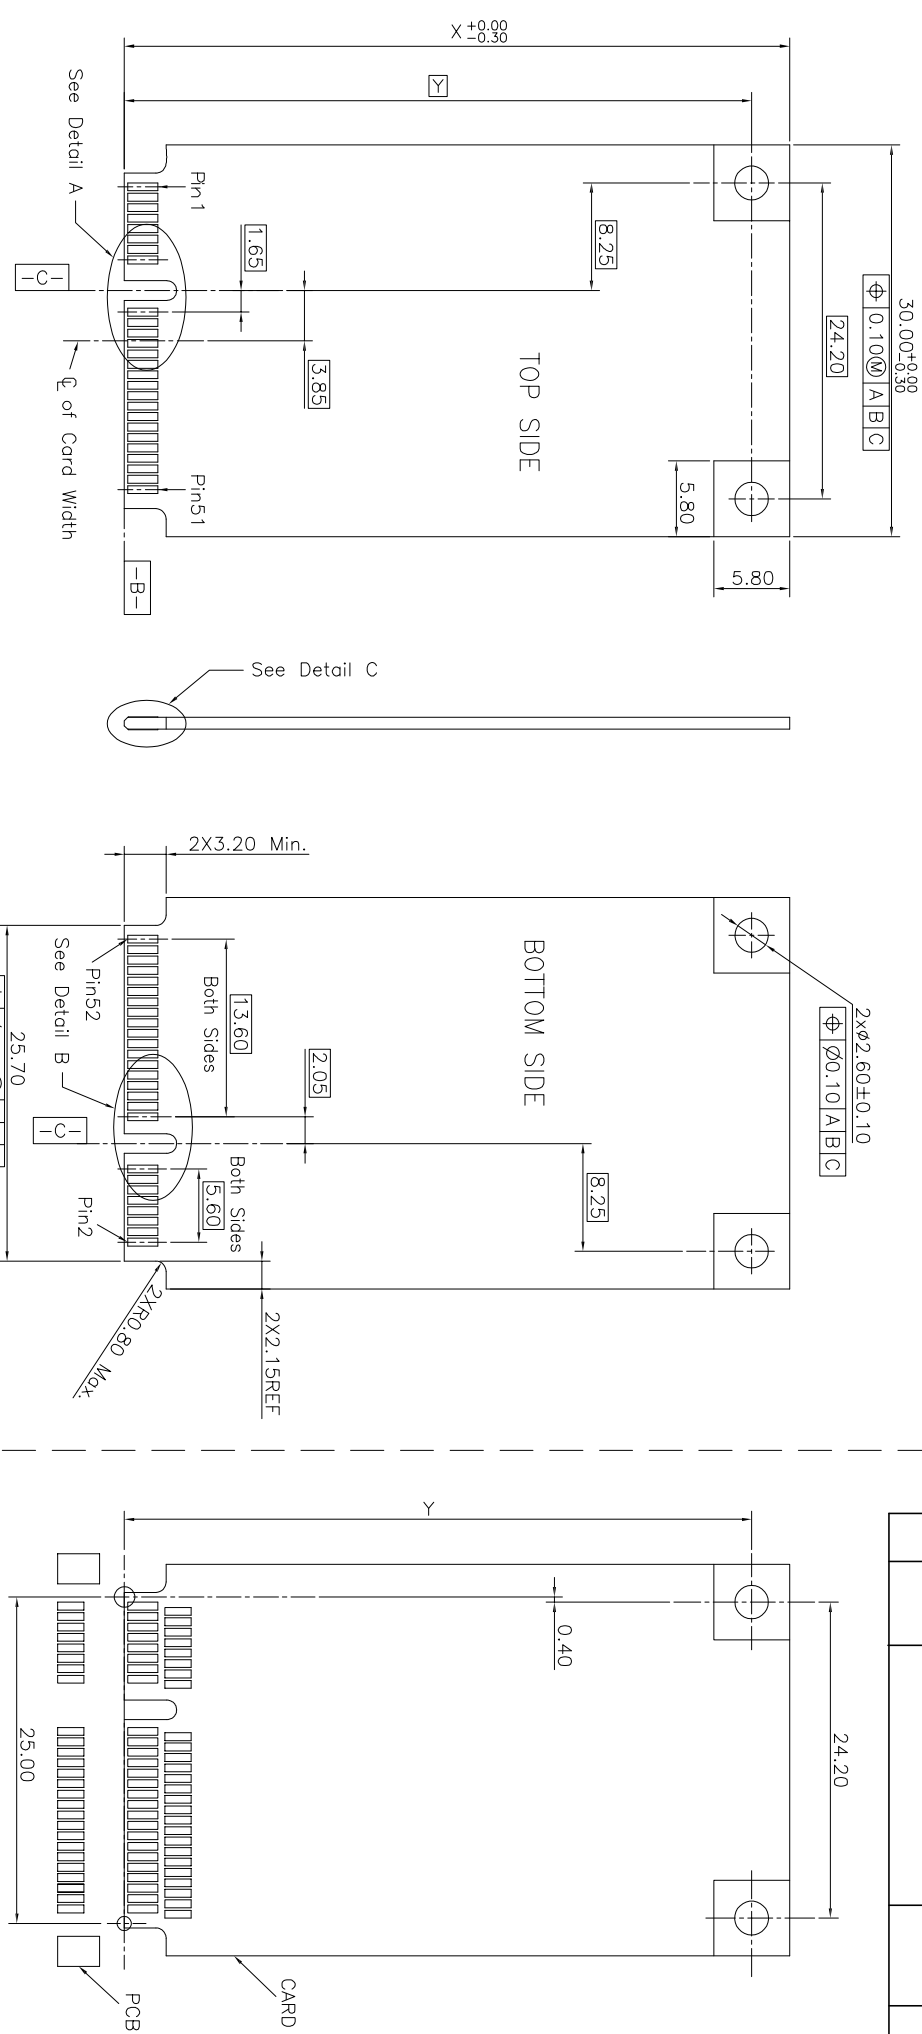 X +0.00 -0.30
Y
30.00 +0.00 -0.30
⌖ 0.10Ⓜ A B C
24.20
8.25
TOP SIDE
5.80
5.80
Pin1
1.65
3.85
Pin51
See Detail A
-C-
℄ of Card Width
-B-
See Detail C
2X3.20 Min.
2xø2.60±0.10
⌖ Ø0.10 A B C
BOTTOM SIDE
8.25
13.60
Both Sides
2.05
Both Sides
5.60
Pin52
See Detail B
-C-
Pin2
25.70
2X2.15REF
2XR0.80 Max.
Y
24.20
0.40
25.00
CARD
PCB